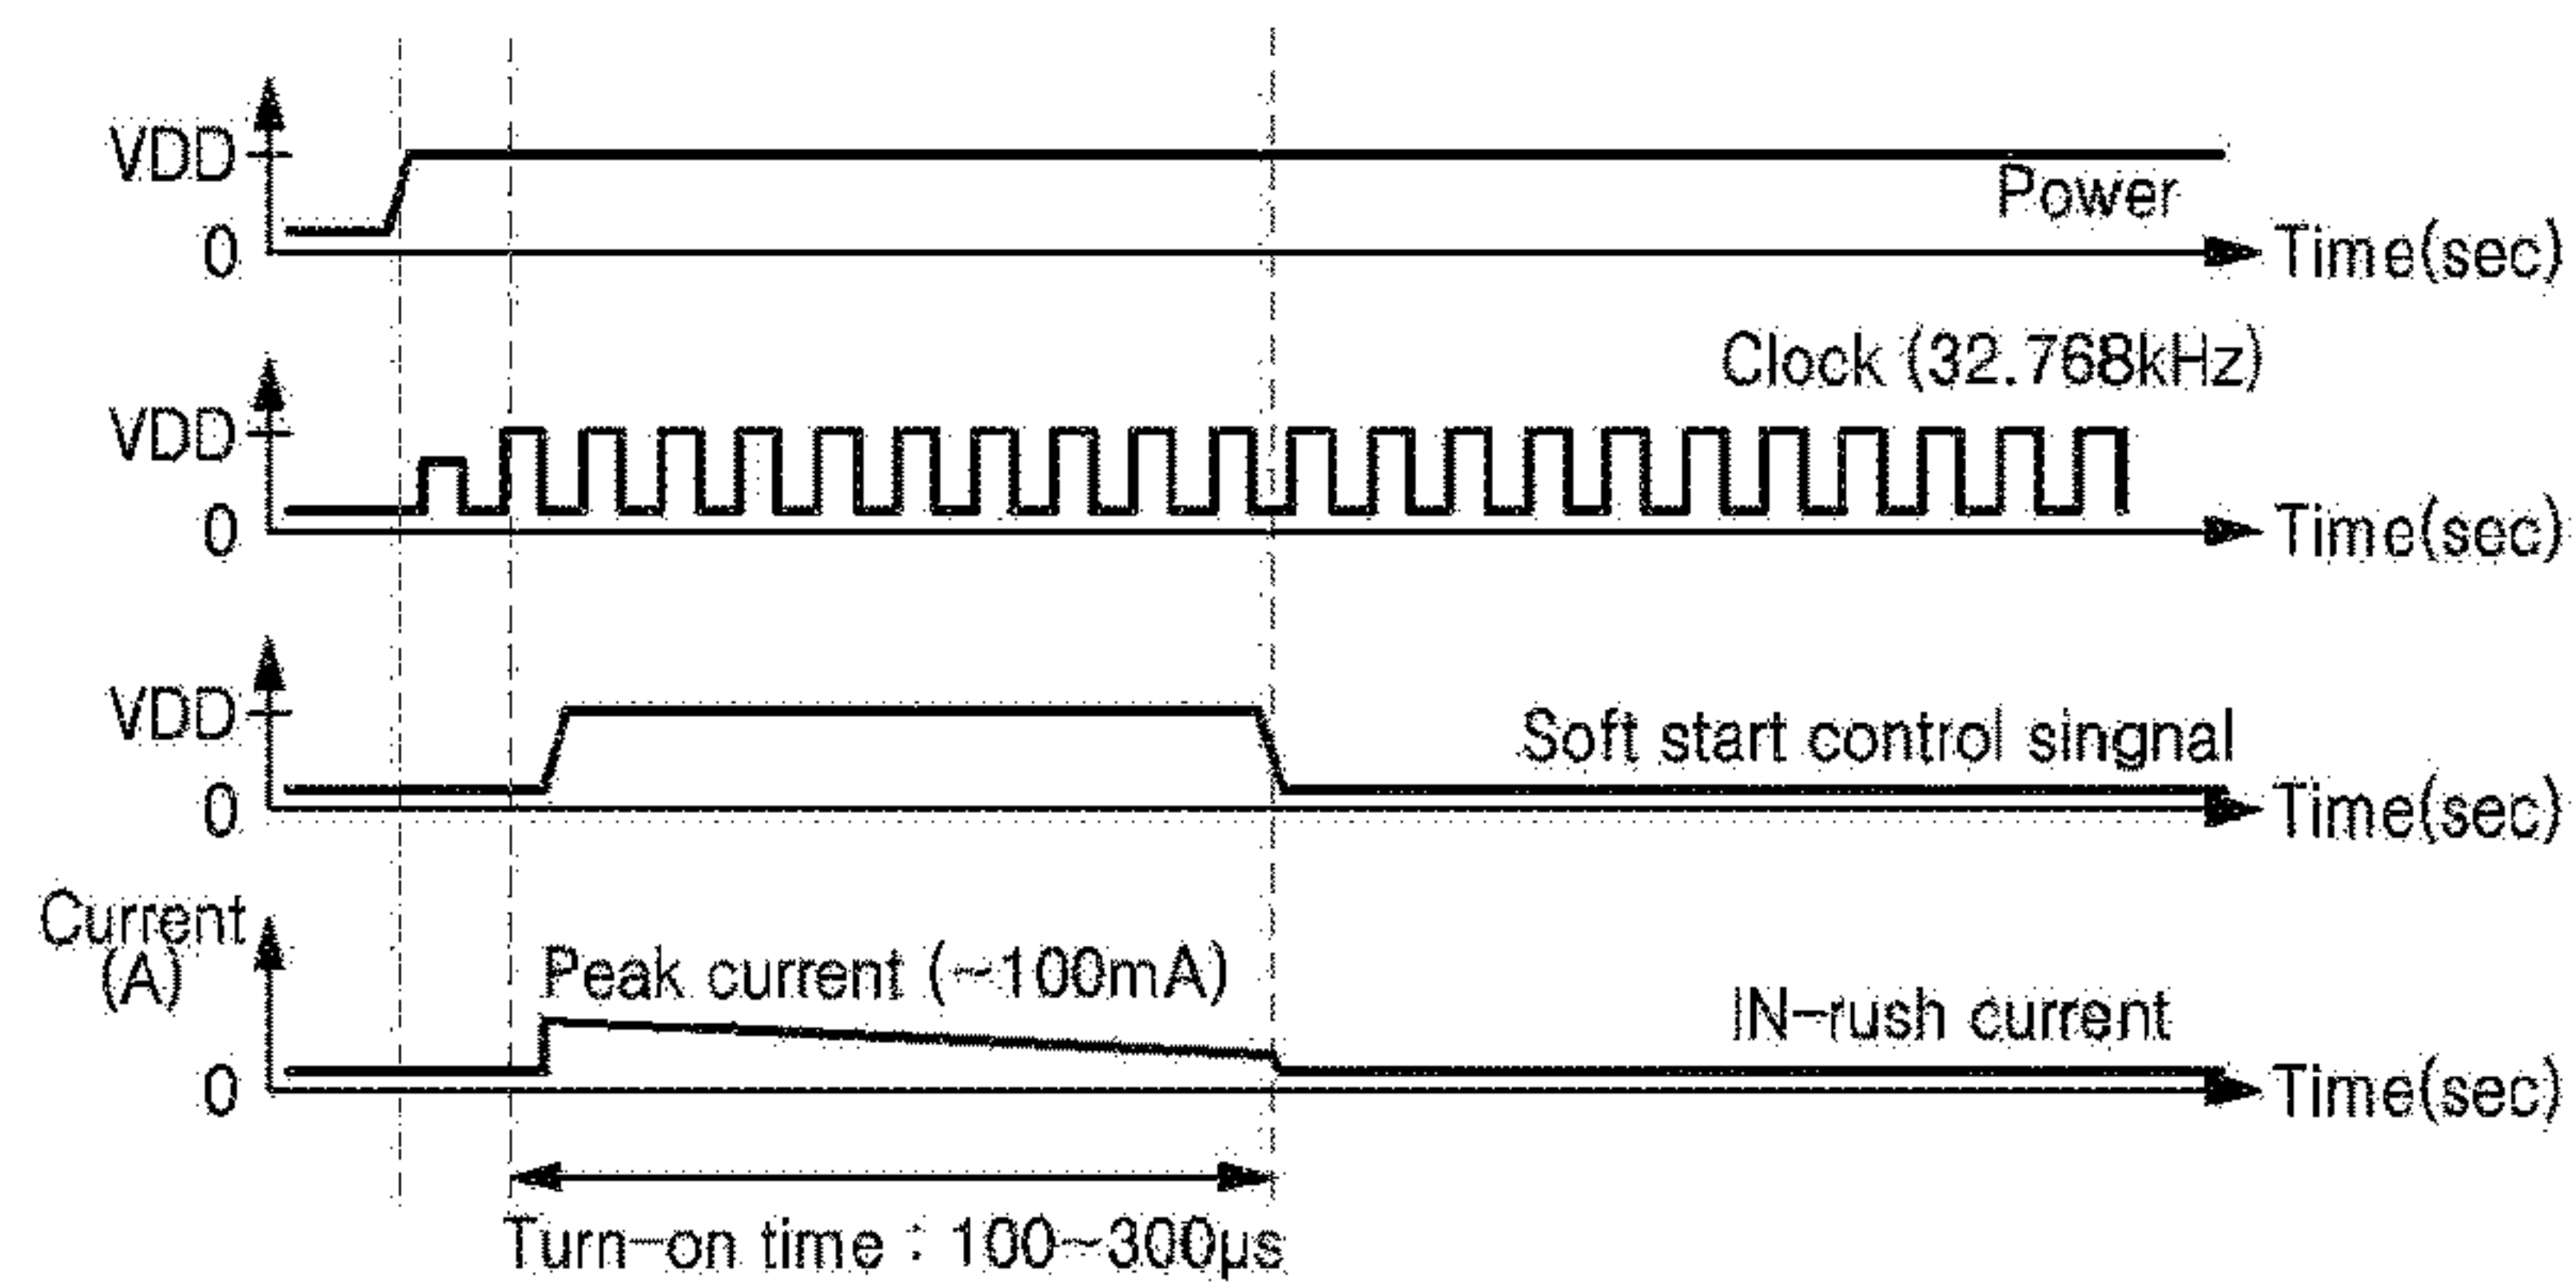 VDD
Power
0
Time(sec)
Clock (32.768kHz)
VDD
0
Time(sec)
VDD
Soft start control singnal
0
Time(sec)
Current
(A)
Peak current (~100mA)
IN-rush current
0
Time(sec)
Turn-on time : 100~300µs